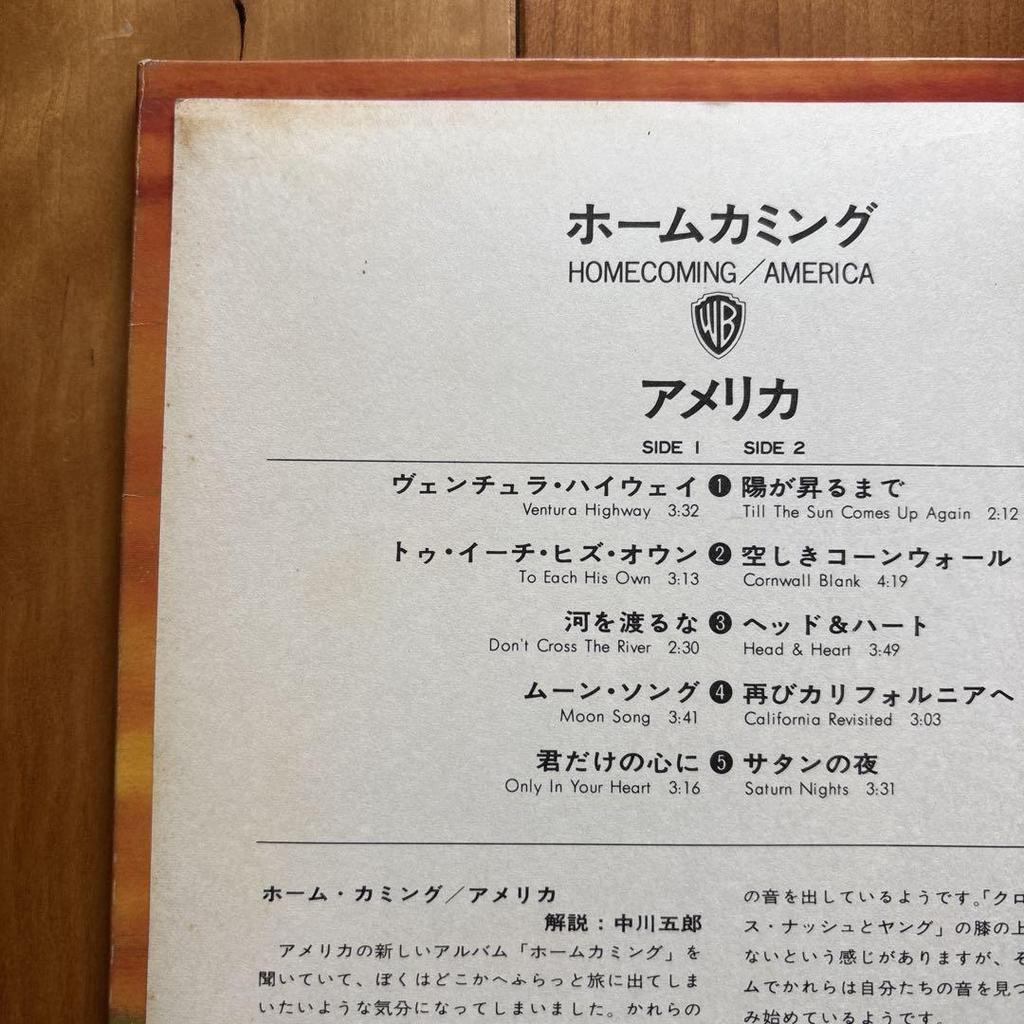 ホームカミング
HOMECOMING／AMERICA
WB
アメリカ
SIDE 1 SIDE 2
ヴェンチュラ・ハイウェイ ❶ 陽が昇るまで
Ventura Highway 3:32 Till The Sun Comes Up Again 2:12
トゥ・イーチ・ヒズ・オウン ❷ 空しきコーンウォール
To Each His Own 3:13 Cornwall Blank 4:19
河を渡るな ❸ ヘッド&ハート
Don't Cross The River 2:30 Head & Heart 3:49
ムーン・ソング ❹ 再びカリフォルニアへ
Moon Song 3:41 California Revisited 3:03
君だけの心に ❺ サタンの夜
Only In Your Heart 3:16 Saturn Nights 3:31
ホーム・カミング／アメリカ
解説：中川五郎
アメリカの新しいアルバム「ホームカミング」を
聞いていて、ぼくはどこかへふらっと旅に出てしま
いたいような気分になってしまいました。かれらの
の音を出しているようです。「クロ
ス・ナッシュとヤング」の膝の上
ないという感じがありますが、そ
ムでかれらは自分たちの音を見つ
み始めているようです。